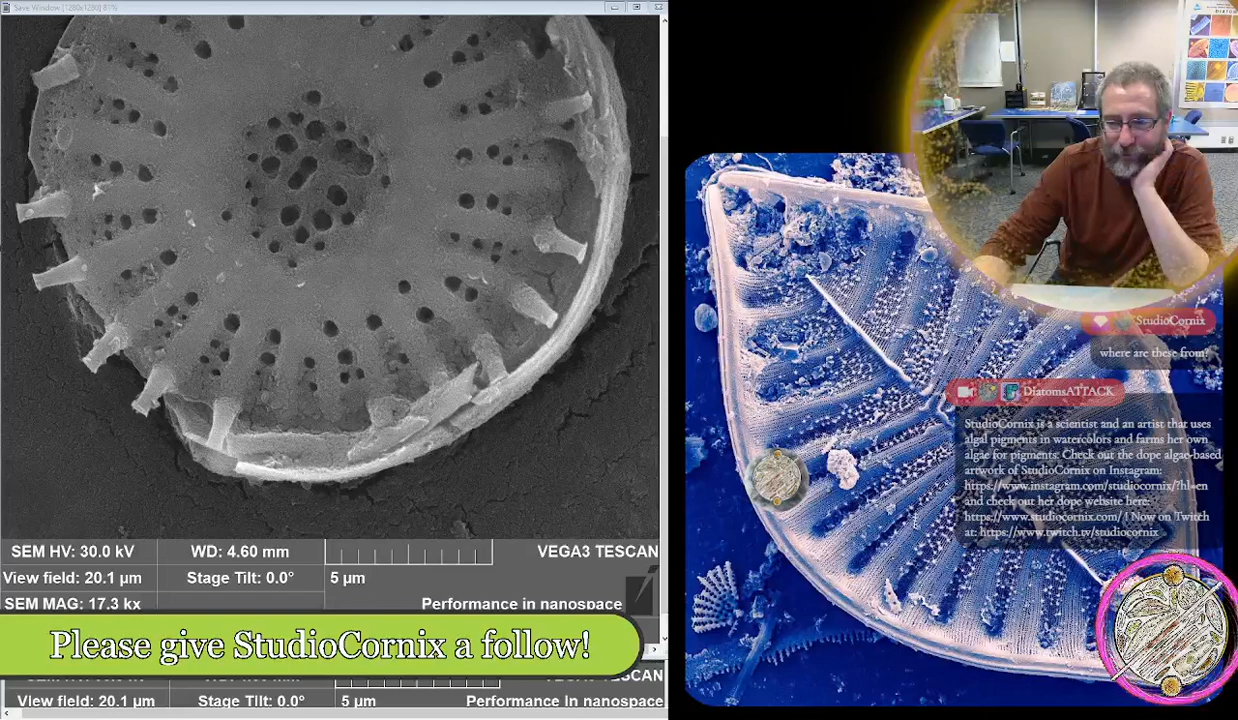 Save Window [1280x1280] 81%
SEM HV: 30.0 kV
WD: 4.60 mm
VEGA3 TESCAN
View field: 20.1 µm
Stage Tilt: 0.0°
5 µm
SEM MAG: 17.3 kx
Performance in nanospace
Please give StudioCornix a follow!
View field: 20.1 µm
Stage Tilt: 0.0°
5 µm
Performance in nanospace
StudioCornix
where are these from?
DiatomsATTACK
StudioCornix is a scientist and an artist that uses
algal pigments in watercolors and farms her own
algae for pigments: Check out the dope algae-based
artwork of StudioCornix on Instagram:
https://www.instagram.com/studiocornix/?hl=en
and check out her dope website here:
https://www.studiocornix.com/ ! Now on Twitch
at: https://www.twitch.tv/studiocornix